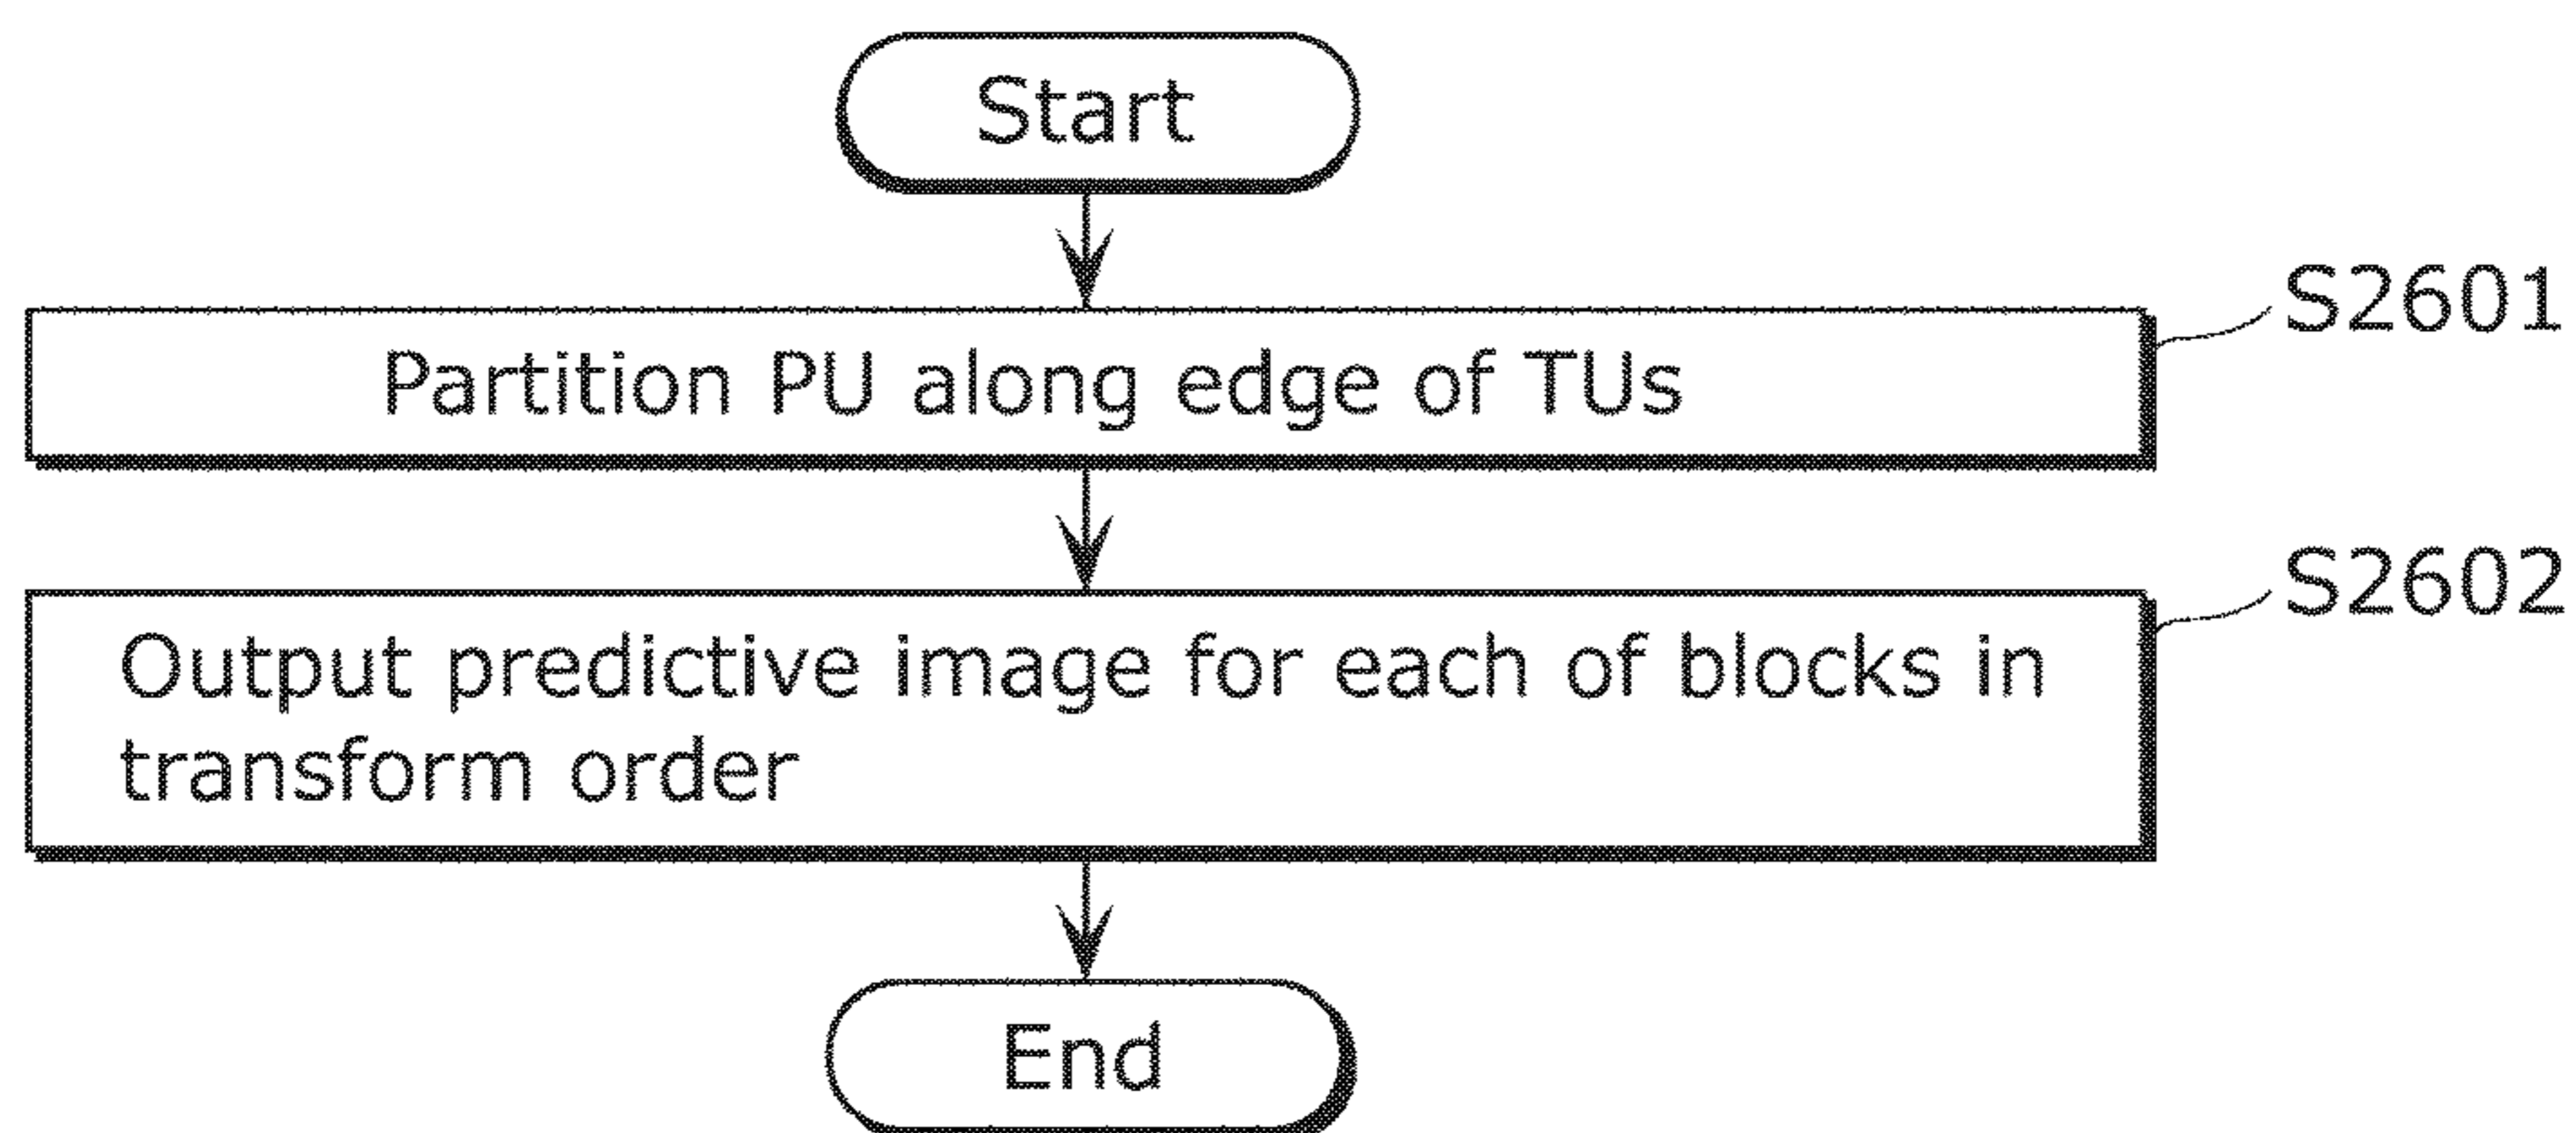 Start
S2601
Partition PU along edge of TUs
S2602
Output predictive image for each of blocks in
transform order
End